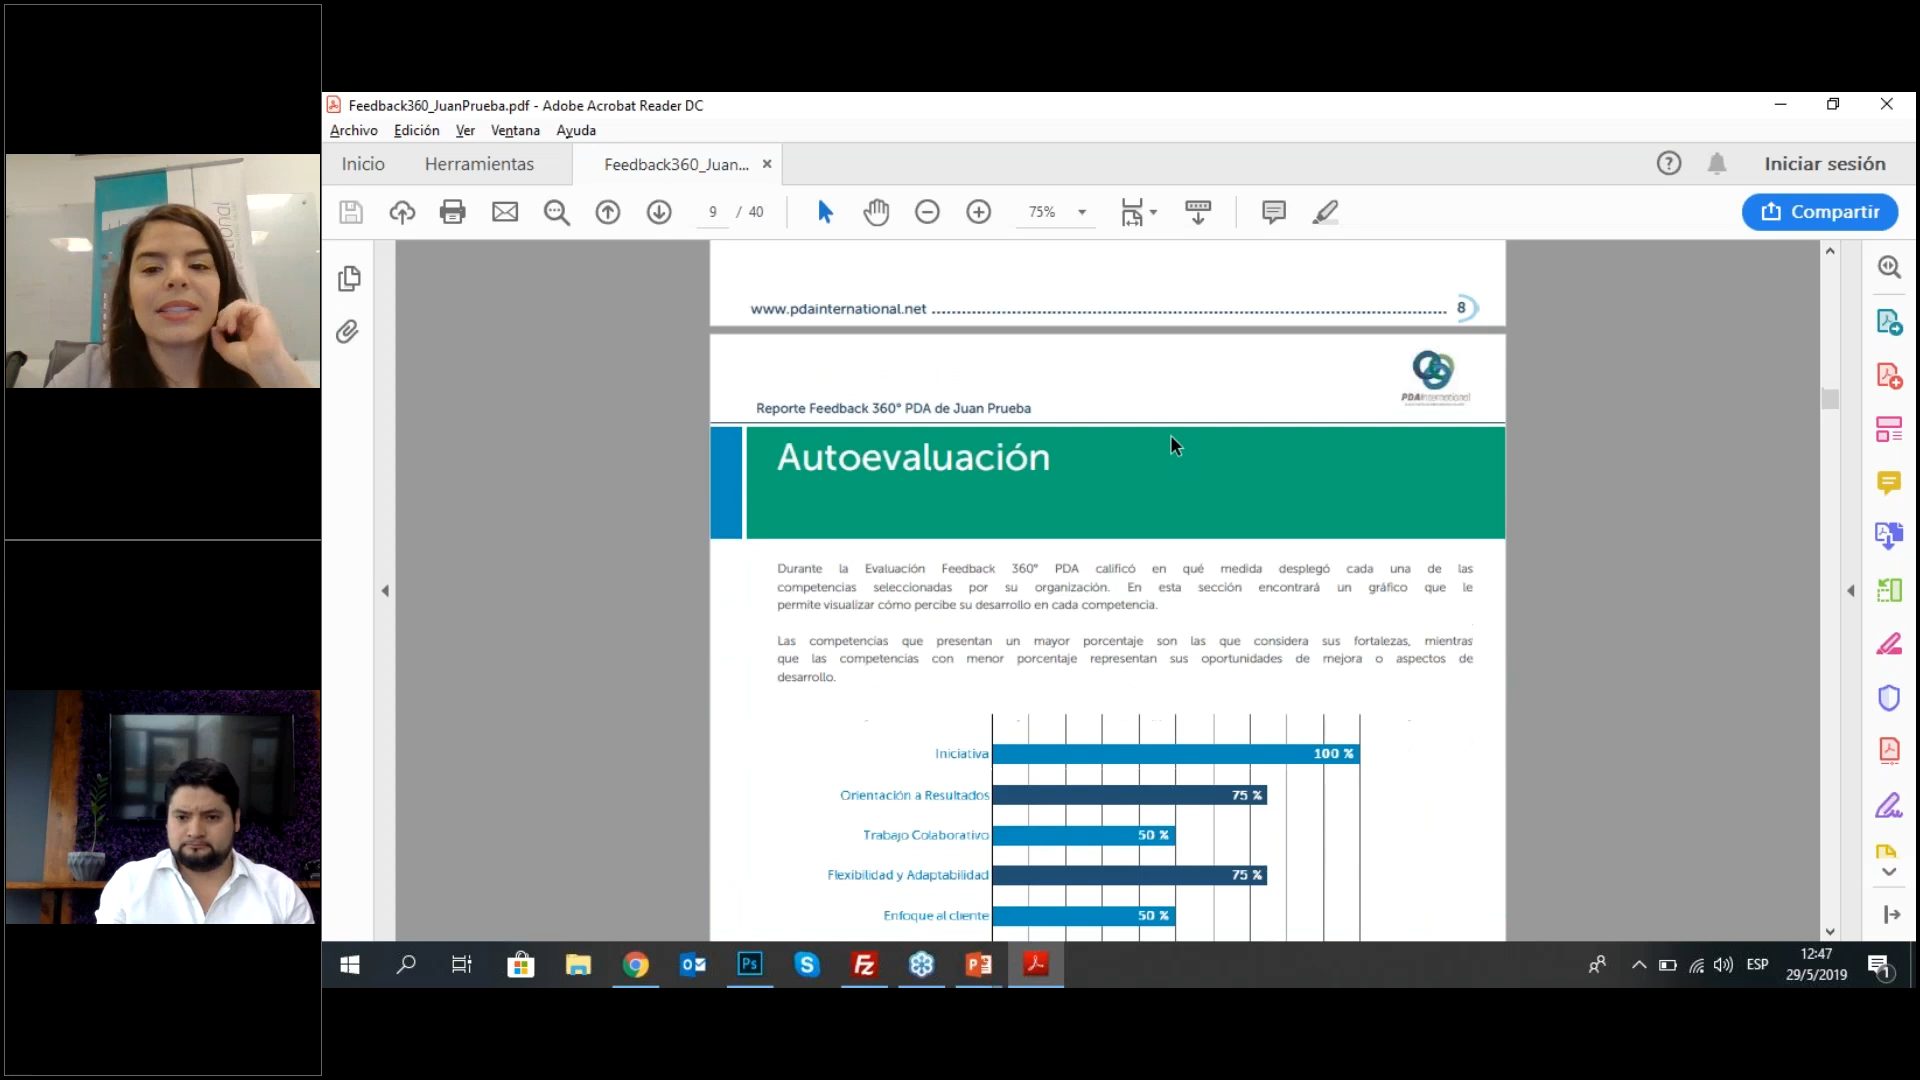 Feedback360_JuanPrueba.pdf - Adobe Acrobat Reader DC
Archivo Edición Ver Ventana Ayuda
Inicio Herramientas Feedback360_Juan... Iniciar sesión
9 / 40 75% Compartir
www.pdainternational.net 8
PDAInternational
Reporte Feedback 360° PDA de Juan Prueba
Autoevaluación
Durante la Evaluación Feedback 360° PDA calificó en qué medida desplegó cada una de las
competencias seleccionadas por su organización. En esta sección encontrará un gráfico que le
permite visualizar cómo percibe su desarrollo en cada competencia.
Las competencias que presentan un mayor porcentaje son las que considera sus fortalezas, mientras
que las competencias con menor porcentaje representan sus oportunidades de mejora o aspectos de
desarrollo.
Iniciativa 100 %
Orientación a Resultados 75 %
Trabajo Colaborativo 50 %
Flexibilidad y Adaptabilidad 75 %
Enfoque al cliente 50 %
Ps
ESP
12:47
29/5/2019
1